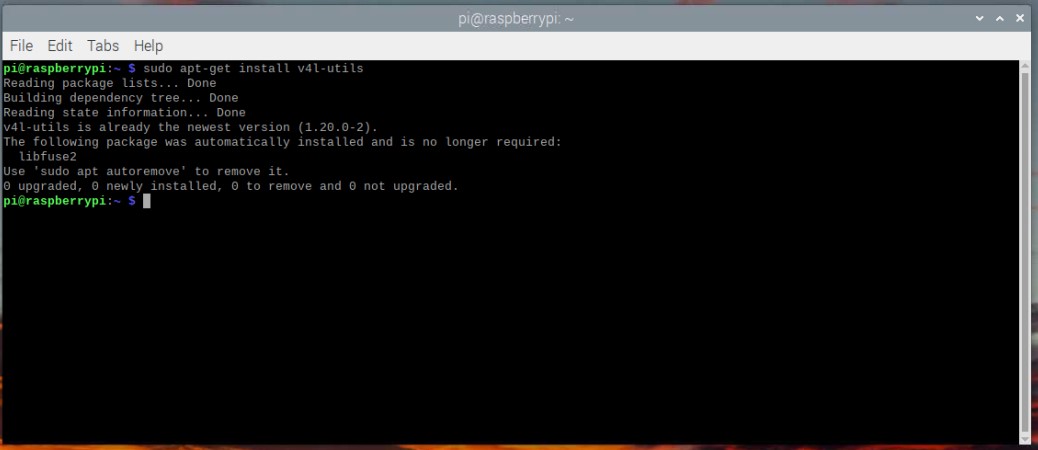 pi@raspberrypi: ~
File Edit Tabs Help
pi@raspberrypi:~ $ sudo apt-get install v4l-utils
Reading package lists... Done
Building dependency tree... Done
Reading state information... Done
v4l-utils is already the newest version (1.20.0-2).
The following package was automatically installed and is no longer required:
  libfuse2
Use 'sudo apt autoremove' to remove it.
0 upgraded, 0 newly installed, 0 to remove and 0 not upgraded.
pi@raspberrypi:~ $